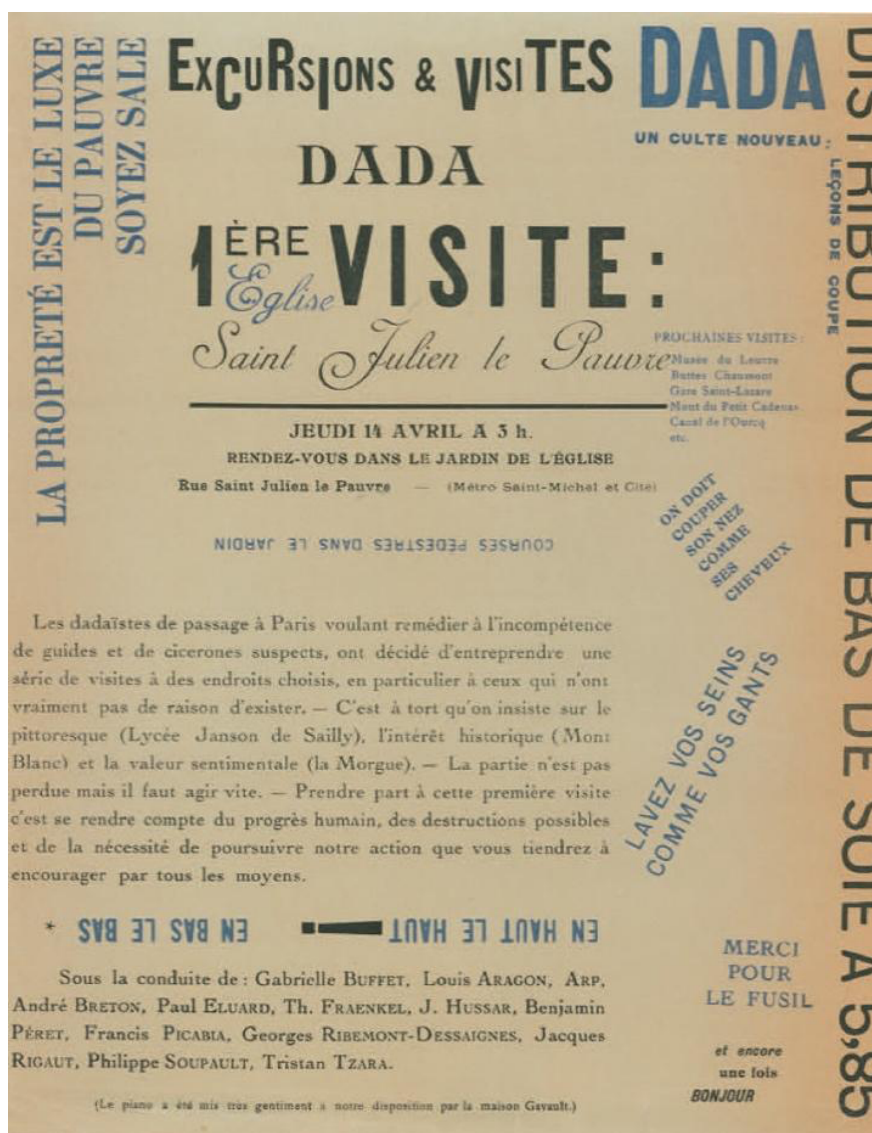 LA PROPRETÉ EST LE LUXE
DU PAUVRE
SOYEZ SALE
EXCURSIONS & VISITES
DADA
1ÈRE VISITE :
Eglise
Saint Julien le Pauvre
JEUDI 14 AVRIL A 3 h.
RENDEZ-VOUS DANS LE JARDIN DE L'ÉGLISE
Rue Saint Julien le Pauvre — (Métro Saint-Michel et Cité)
COURSES PEDESTRES DANS LE JARDIN
DADA
UN CULTE NOUVEAU :
LEÇONS DE COUPE
PROCHAINES VISITES :
Musée du Louvre
Buttes Chaumont
Gare Saint-Lazare
Mont du Petit Cadenas
Canal de l'Ourcq
etc.
ON DOIT
COUPER
SON NEZ
COMME
SES
CHEVEUX
Les dadaïstes de passage à Paris voulant remédier à l'incompétence
de guides et de cicerones suspects, ont décidé d'entreprendre une
série de visites à des endroits choisis, en particulier à ceux qui n'ont
vraiment pas de raison d'exister. — C'est à tort qu'on insiste sur le
pittoresque (Lycée Janson de Sailly), l'intérêt historique (Mont
Blanc) et la valeur sentimentale (la Morgue). — La partie n'est pas
perdue mais il faut agir vite. — Prendre part à cette première visite
c'est se rendre compte du progrès humain, des destructions possibles
et de la nécessité de poursuivre notre action que vous tiendrez à
encourager par tous les moyens.
LAVEZ VOS SEINS
COMME VOS GANTS
EN HAUT LE HAUT ! EN BAS LE BAS *
Sous la conduite de : Gabrielle BUFFET, Louis ARAGON, ARP,
André BRETON, Paul ELUARD, Th. FRAENKEL, J. HUSSAR, Benjamin
PÉRET, Francis PICABIA, Georges RIBEMONT-DESSAIGNES, Jacques
RIGAUT, Philippe SOUPAULT, Tristan TZARA.
(Le piano a été mis très gentiment à notre disposition par la maison Gavault.)
MERCI
POUR
LE FUSIL
et encore
une fois
BONJOUR
DISTRIBUTION DE BAS DE SOIE A 5,85